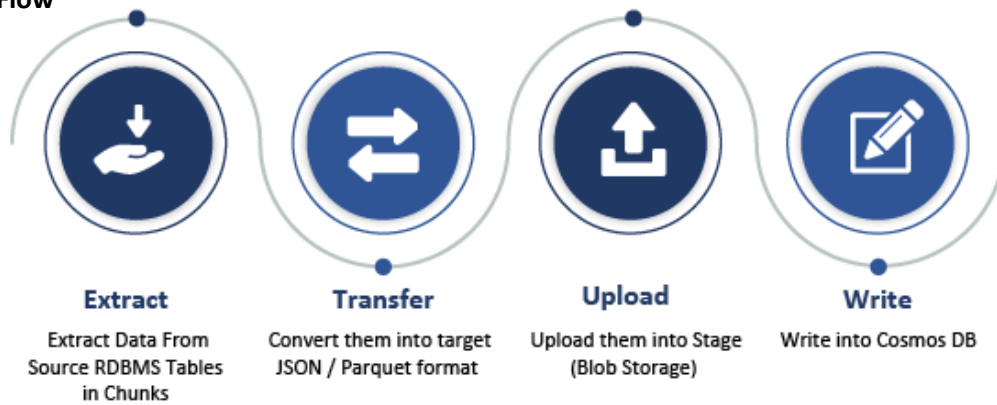 Flow
Extract
Extract Data From
Source RDBMS Tables
in Chunks
Transfer
Convert them into target
JSON / Parquet format
Upload
Upload them into Stage
(Blob Storage)
Write
Write into Cosmos DB